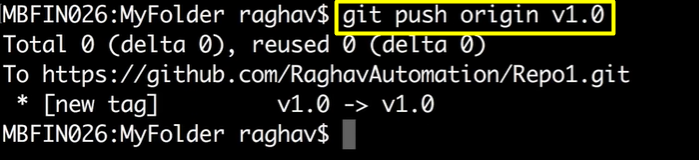 MBFIN026:MyFolder raghav$ git push origin v1.0
Total 0 (delta 0), reused 0 (delta 0)
To https://github.com/RaghavAutomation/Repo1.git
 * [new tag]         v1.0 -> v1.0
MBFIN026:MyFolder raghav$